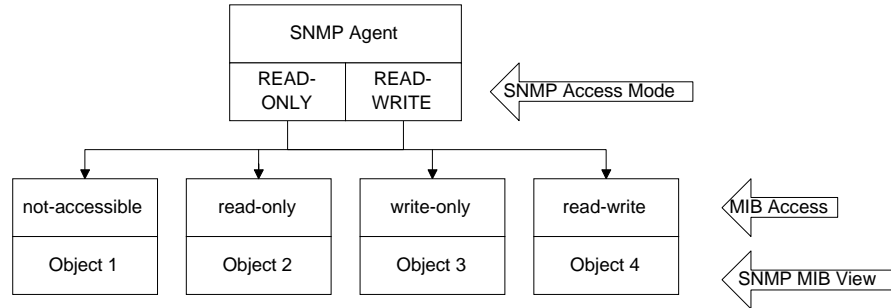 SNMP Agent
READ-
ONLY
READ-
WRITE
SNMP Access Mode
not-accessible
read-only
write-only
read-write
MIB Access
Object 1
Object 2
Object 3
Object 4
SNMP MIB View